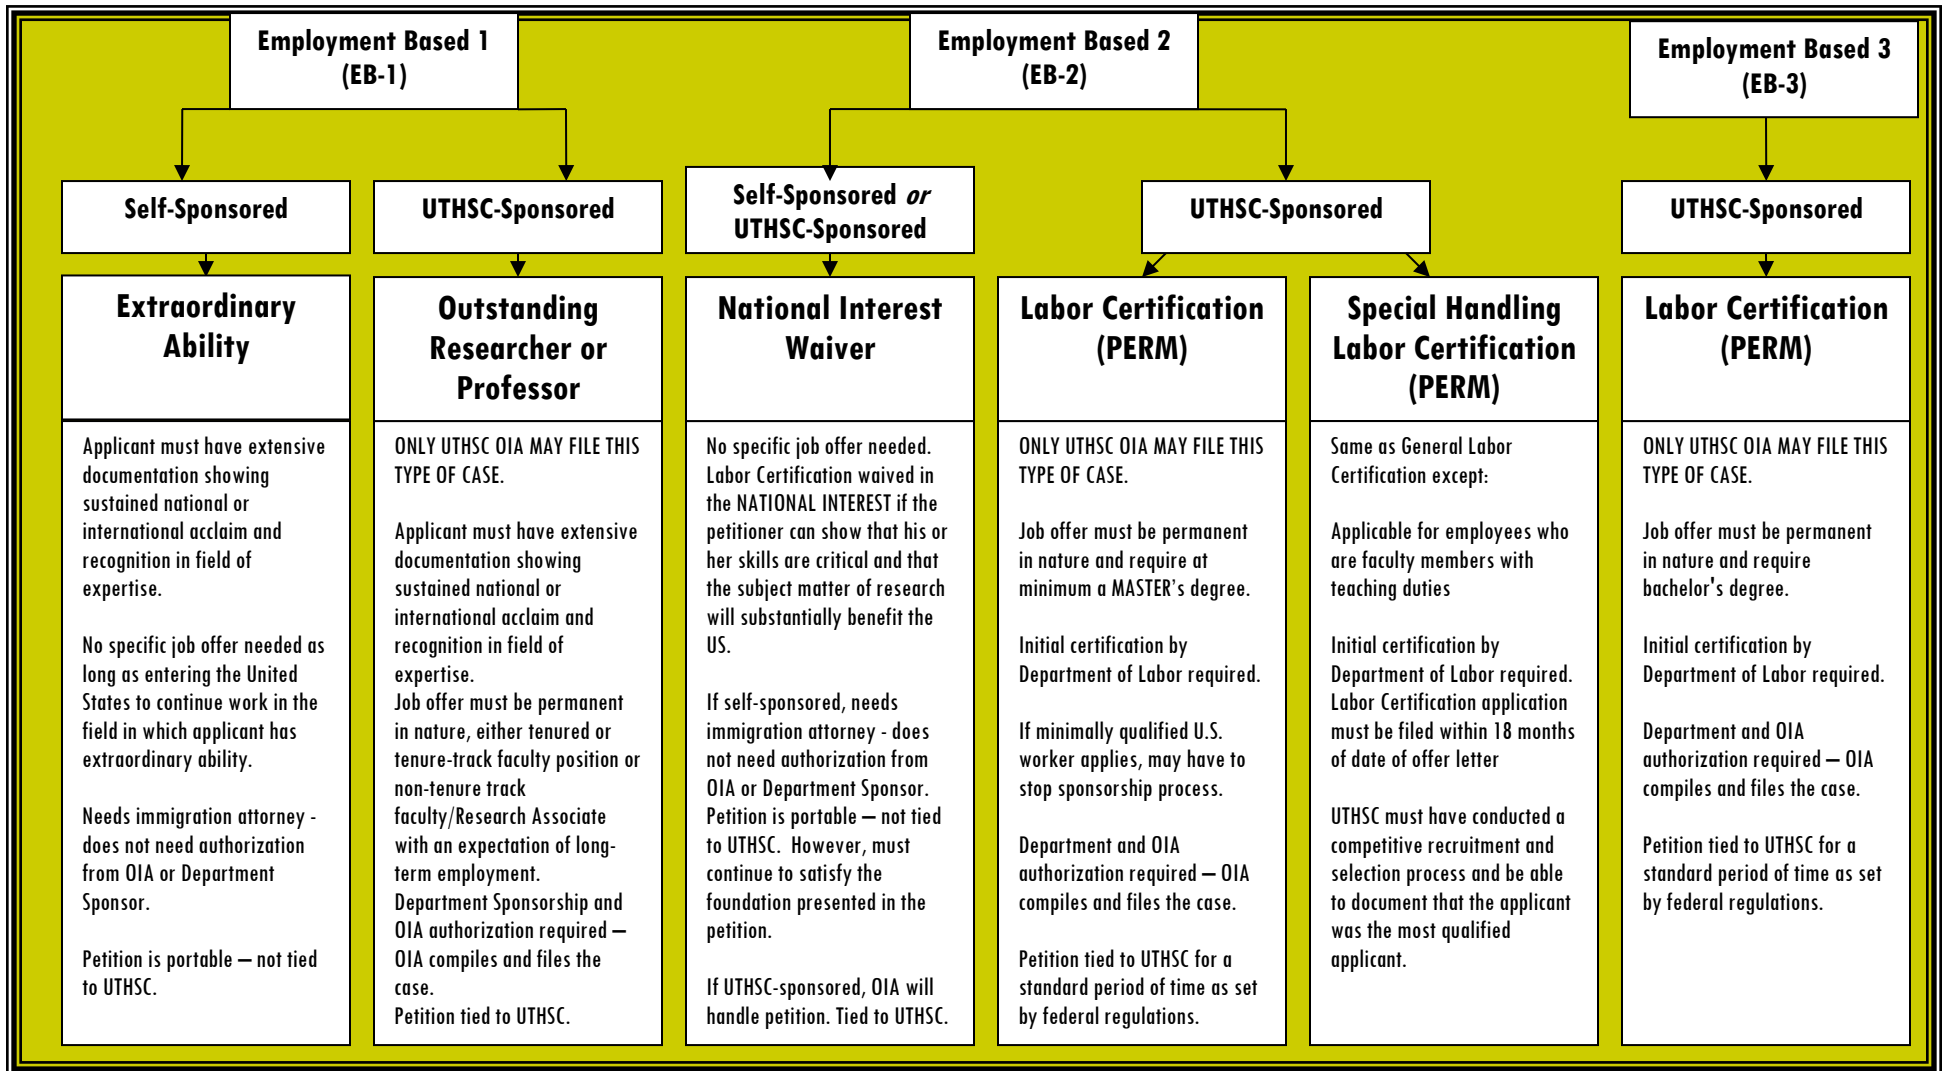 Employment Based 1
(EB-1)
Employment Based 2
(EB-2)
Employment Based 3
(EB-3)
Self-Sponsored
UTHSC-Sponsored
Self-Sponsored or
UTHSC-Sponsored
UTHSC-Sponsored
UTHSC-Sponsored
Extraordinary
Ability
Applicant must have extensive
documentation showing
sustained national or
international acclaim and
recognition in field of
expertise.
No specific job offer needed as
long as entering the United
States to continue work in the
field in which applicant has
extraordinary ability.
Needs immigration attorney -
does not need authorization
from OIA or Department
Sponsor.
Petition is portable – not tied
to UTHSC.
Outstanding
Researcher or
Professor
ONLY UTHSC OIA MAY FILE THIS
TYPE OF CASE.
Applicant must have extensive
documentation showing
sustained national or
international acclaim and
recognition in field of
expertise.
Job offer must be permanent
in nature, either tenured or
tenure-track faculty position or
non-tenure track
faculty/Research Associate
with an expectation of long-
term employment.
Department Sponsorship and
OIA authorization required –
OIA compiles and files the
case.
Petition tied to UTHSC.
National Interest
Waiver
No specific job offer needed.
Labor Certification waived in
the NATIONAL INTEREST if the
petitioner can show that his or
her skills are critical and that
the subject matter of research
will substantially benefit the
US.
If self-sponsored, needs
immigration attorney - does
not need authorization from
OIA or Department Sponsor.
Petition is portable – not tied
to UTHSC. However, must
continue to satisfy the
foundation presented in the
petition.
If UTHSC-sponsored, OIA will
handle petition. Tied to UTHSC.
Labor Certification
(PERM)
ONLY UTHSC OIA MAY FILE THIS
TYPE OF CASE.
Job offer must be permanent
in nature and require at
minimum a MASTER’s degree.
Initial certification by
Department of Labor required.
If minimally qualified U.S.
worker applies, may have to
stop sponsorship process.
Department and OIA
authorization required – OIA
compiles and files the case.
Petition tied to UTHSC for a
standard period of time as set
by federal regulations.
Special Handling
Labor Certification
(PERM)
Same as General Labor
Certification except:
Applicable for employees who
are faculty members with
teaching duties
Initial certification by
Department of Labor required.
Labor Certification application
must be filed within 18 months
of date of offer letter
UTHSC must have conducted a
competitive recruitment and
selection process and be able
to document that the applicant
was the most qualified
applicant.
Labor Certification
(PERM)
ONLY UTHSC OIA MAY FILE THIS
TYPE OF CASE.
Job offer must be permanent
in nature and require
bachelor's degree.
Initial certification by
Department of Labor required.
Department and OIA
authorization required – OIA
compiles and files the case.
Petition tied to UTHSC for a
standard period of time as set
by federal regulations.